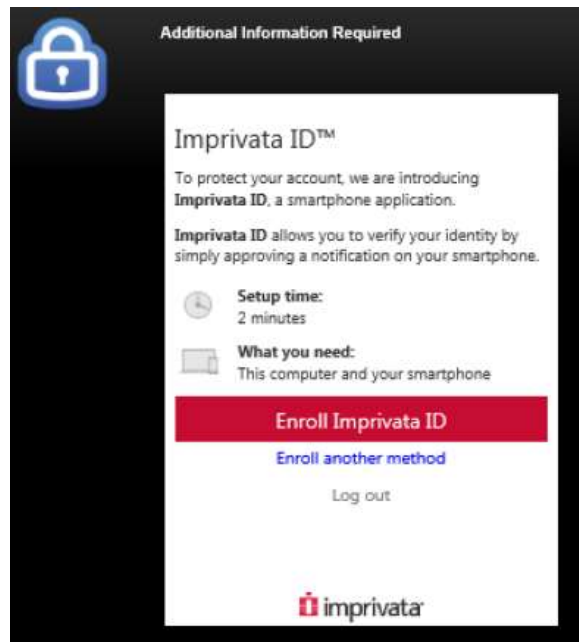 Additional Information Required
Imprivata ID™
To protect your account, we are introducing
Imprivata ID, a smartphone application.
Imprivata ID allows you to verify your identity by
simply approving a notification on your smartphone.
Setup time:
2 minutes
What you need:
This computer and your smartphone
Enroll Imprivata ID
Enroll another method
Log out
imprivata